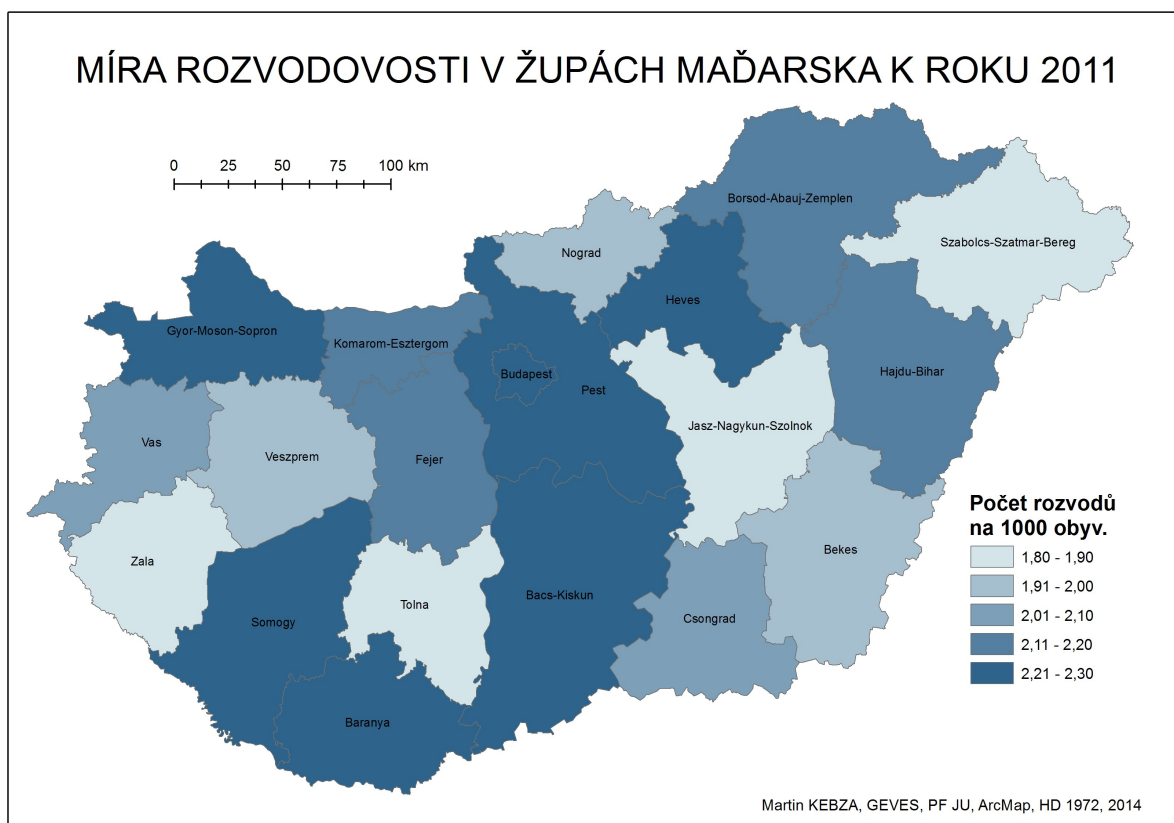 MÍRA ROZVODOVOSTI V ŽUPÁCH MAĎARSKA K ROKU 2011
0 25 50 75 100 km
Borsod-Abauj-Zemplen
Szabolcs-Szatmar-Bereg
Nograd
Heves
Gyor-Moson-Sopron
Komarom-Esztergom
Budapest
Pest
Hajdu-Bihar
Jasz-Nagykun-Szolnok
Vas
Veszprem
Fejer
Zala
Tolna
Bacs-Kiskun
Bekes
Somogy
Csongrad
Baranya
Počet rozvodů
na 1000 obyv.
1,80 - 1,90
1,91 - 2,00
2,01 - 2,10
2,11 - 2,20
2,21 - 2,30
Martin KEBZA, GEVES, PF JU, ArcMap, HD 1972, 2014